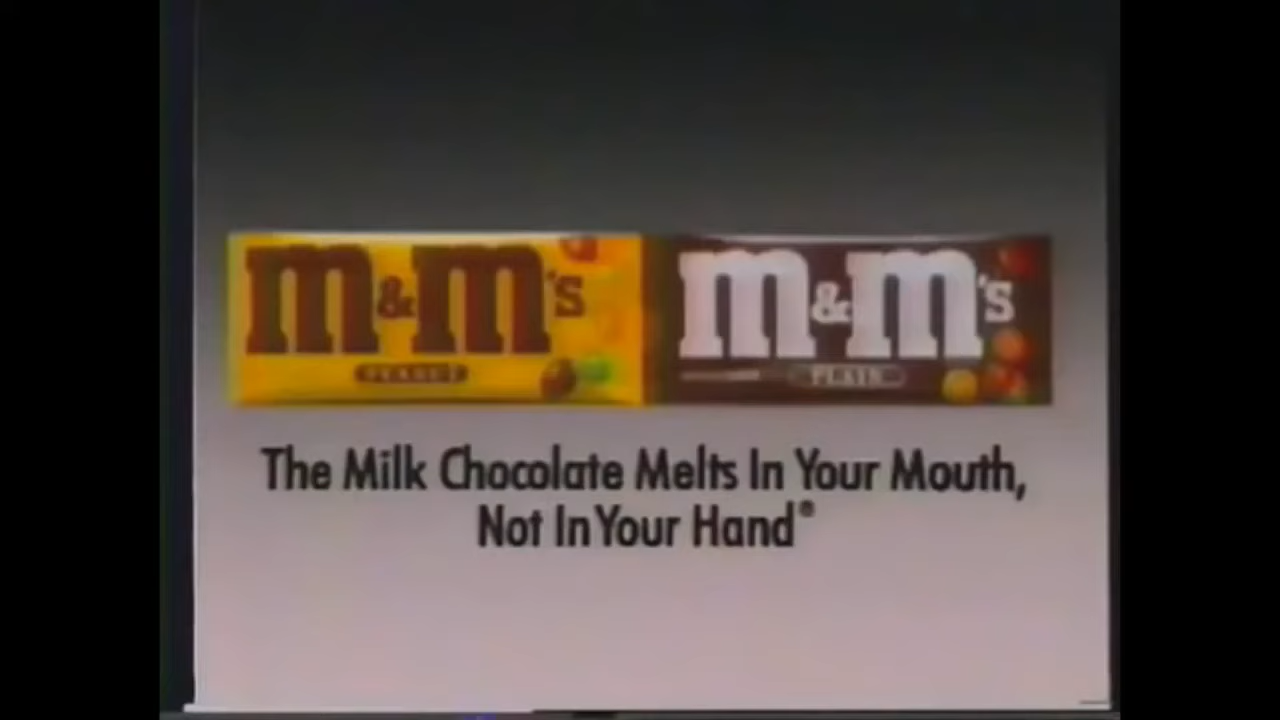 m&m's m&m's
PEANUT PLAIN
The Milk Chocolate Melts In Your Mouth,
Not In Your Hand®